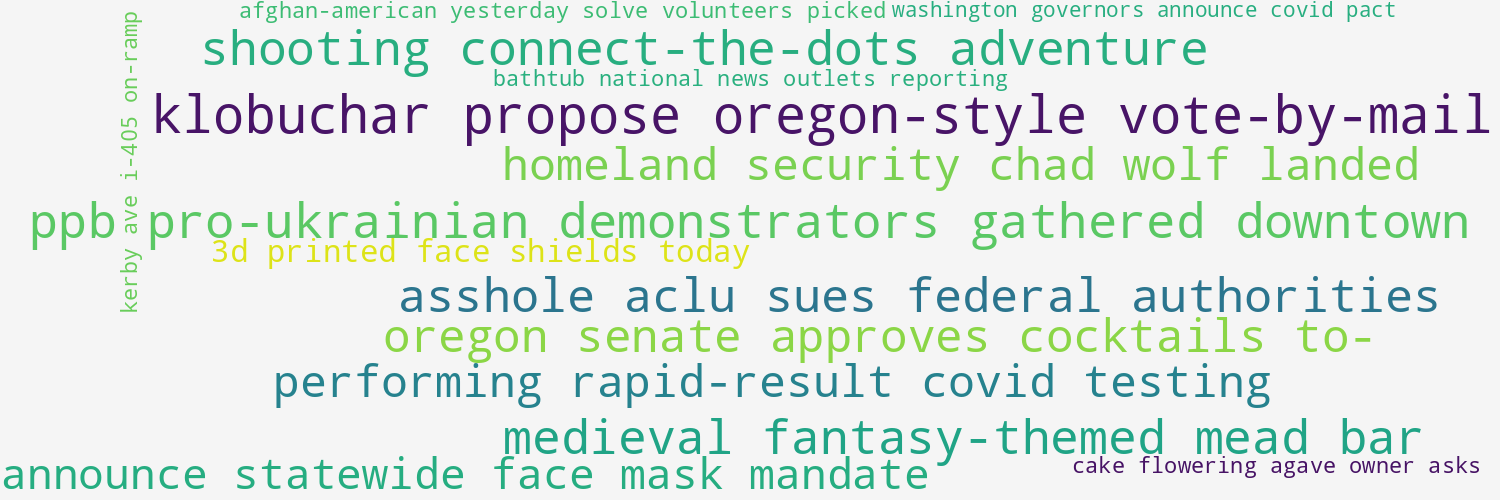 afghan-american yesterday solve volunteers picked
washington governors announce covid pact
shooting connect-the-dots adventure
bathtub national news outlets reporting
klobuchar propose oregon-style vote-by-mail
homeland security chad wolf landed
kerby ave i-405 on-ramp
ppb pro-ukrainian demonstrators gathered downtown
3d printed face shields today
asshole aclu sues federal authorities
oregon senate approves cocktails to-
performing rapid-result covid testing
medieval fantasy-themed mead bar
announce statewide face mask mandate
cake flowering agave owner asks